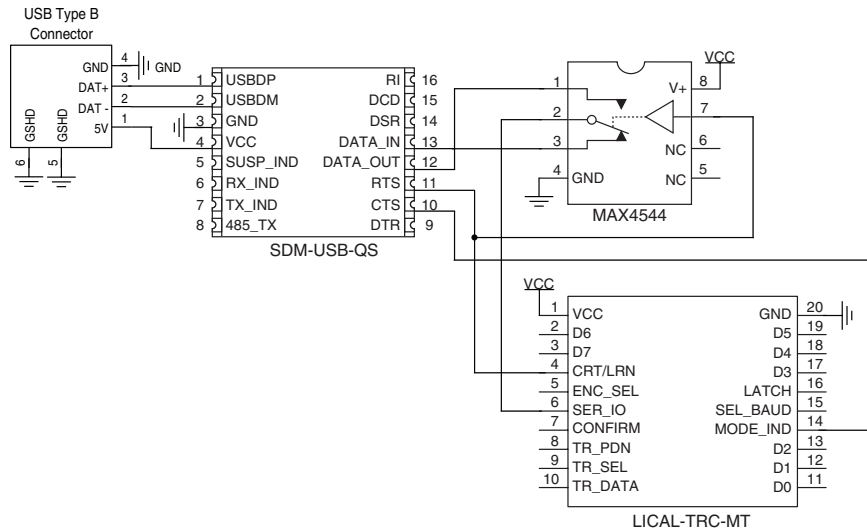 USB Type B
Connector
GND 4 GND
DAT+ 3
DAT - 2
5V 1
GSHD GSHD
6 5
1 USBDP RI 16
2 USBDM DCD 15
3 GND DSR 14
4 VCC DATA_IN 13
5 SUSP_IND DATA_OUT 12
6 RX_IND RTS 11
7 TX_IND CTS 10
8 485_TX DTR 9
SDM-USB-QS
VCC
1 V+ 8
2 7
3 NC 6
4 GND NC 5
MAX4544
VCC
1 VCC GND 20
2 D6 D5 19
3 D7 D4 18
4 CRT/LRN D3 17
5 ENC_SEL LATCH 16
6 SER_IO SEL_BAUD 15
7 CONFIRM MODE_IND 14
8 TR_PDN D2 13
9 TR_SEL D1 12
10 TR_DATA D0 11
LICAL-TRC-MT